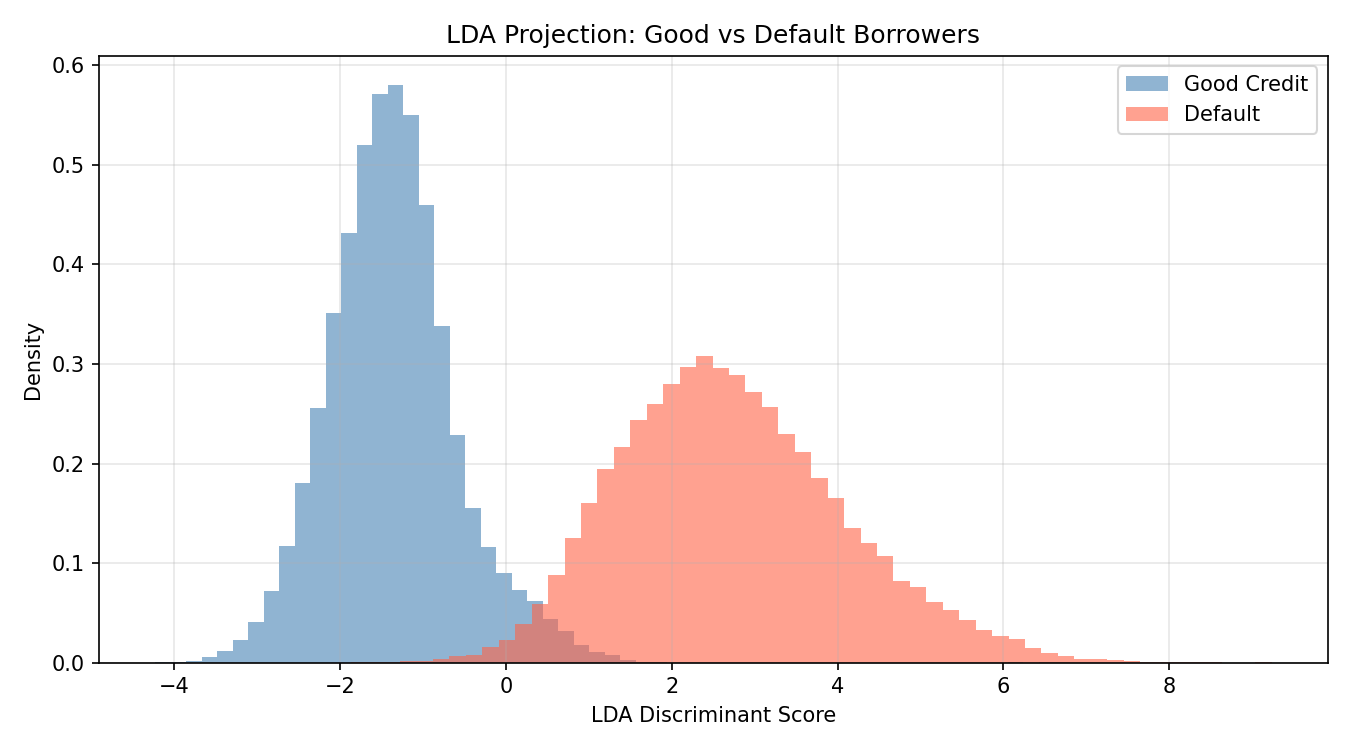 LDA Projection: Good vs Default Borrowers
Good Credit
Default
Density
0.6
0.5
0.4
0.3
0.2
0.1
0.0
−4
−2
0
2
4
6
8
LDA Discriminant Score